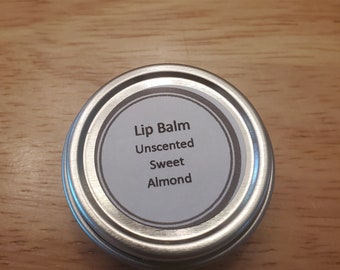 Lip Balm
Unscented
Sweet
Almond